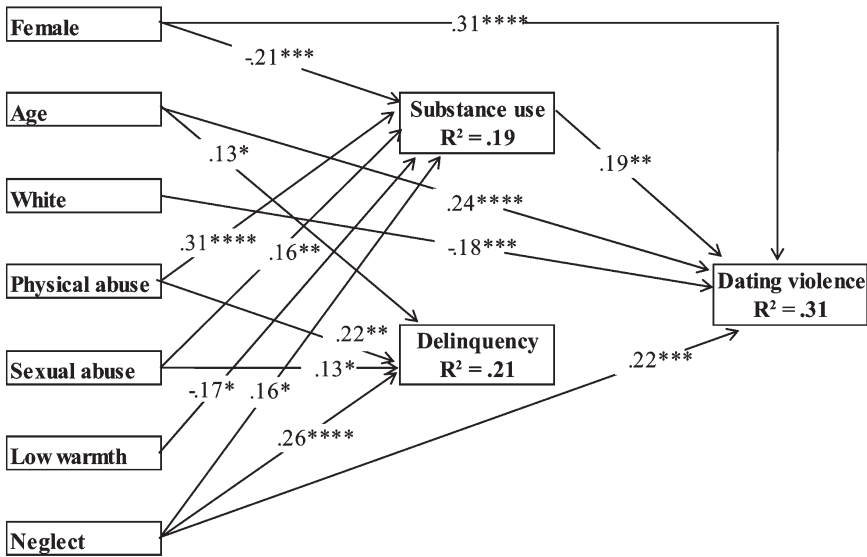 Female
.31****
-.21***
Age
Substance use
R² = .19
.13*
.19**
White
.24****
.31****
.16**
-.18***
Physical abuse
Dating violence
R² = .31
.22**
Delinquency
R² = .21
Sexual abuse
.13*
.22***
-.17*
.16*
.26****
Low warmth
Neglect